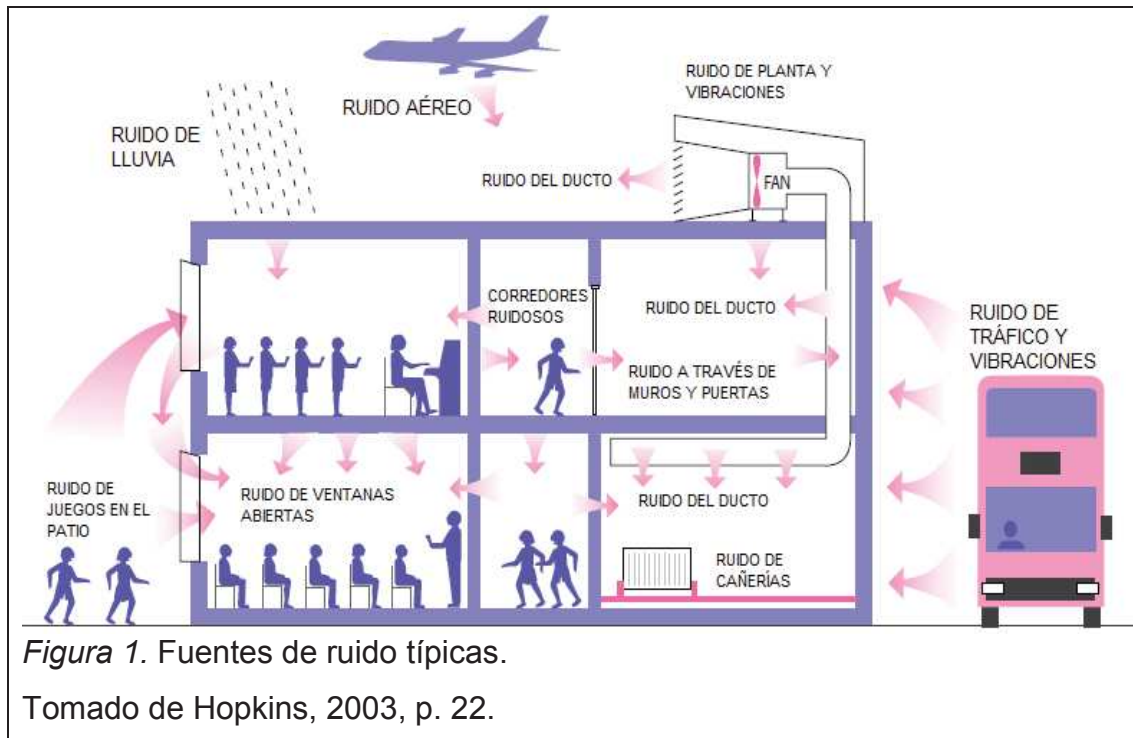 RUIDO DE PLANTA Y
VIBRACIONES
RUIDO AÉREO
RUIDO DE
LLUVIA
RUIDO DEL DUCTO
FAN
CORREDORES
RUIDOSOS
RUIDO DEL DUCTO
RUIDO DE
TRÁFICO Y
VIBRACIONES
RUIDO A TRAVÉS DE
MUROS Y PUERTAS
RUIDO DE
JUEGOS EN EL
PATIO
RUIDO DE VENTANAS
ABIERTAS
RUIDO DEL DUCTO
RUIDO DE
CAÑERÍAS
Figura 1. Fuentes de ruido típicas.
Tomado de Hopkins, 2003, p. 22.